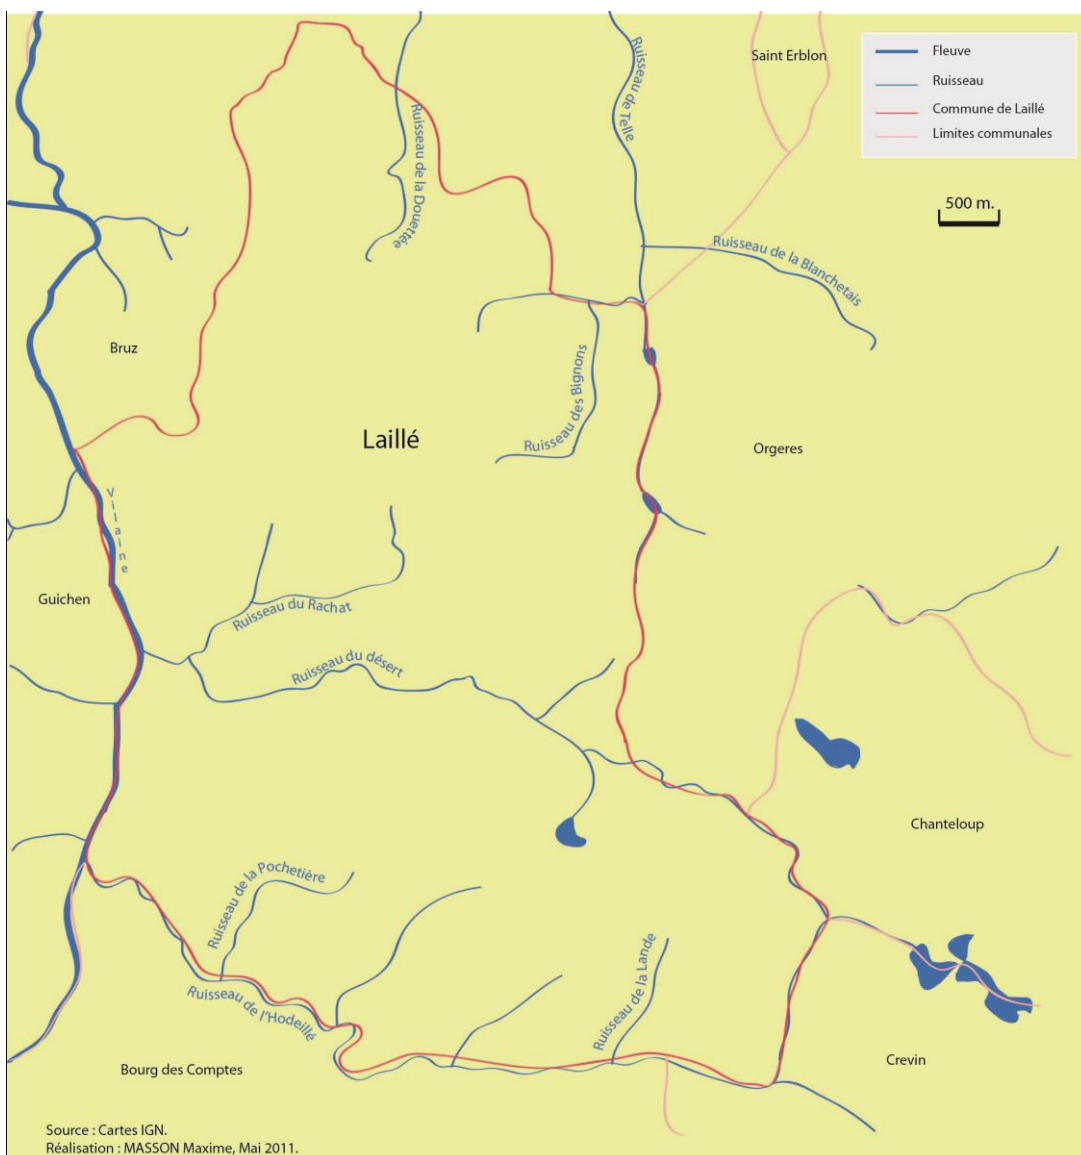 Saint Erblon
Fleuve
Ruisseau
Commune de Laillé
Limites communales
500 m.
Ruisseau de Telle
Ruisseau de la Douettée
Ruisseau de la Blanchetais
Bruz
Ruisseau des Bignons
Laillé
Orgeres
Villaine
Guichen
Ruisseau du Rachat
Ruisseau du désert
Chanteloup
Ruisseau de la Pochetière
Ruisseau de la Lande
Ruisseau de
l'Hodeillé
Bourg des Comptes
Crevin
Source : Cartes IGN.
Réalisation : MASSON Maxime, Mai 2011.